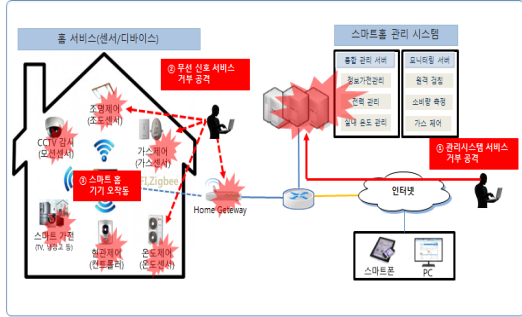 홈 서비스(센서/디바이스)
스마트홈 관리 시스템
② 무선 신호 서비스
거부 공격
통합 관리 서버
모니터링 서버
정보가전관리
원격 검침
전력 관리
소비량 측정
실내 온도 관리
가스 제어
조명제어
(조도센서)
CCTV 감시
(모션센서)
가스제어
(가스센서)
① 관리시스템 서비스
거부 공격
③ 스마트 홈
기기 오작동
FI,Zigbee
Home Geteway
인터넷
스마트 가전
(TV, 냉장고 등)
현관제어
(컨트롤러)
온도제어
(온도센서)
스마트폰
PC